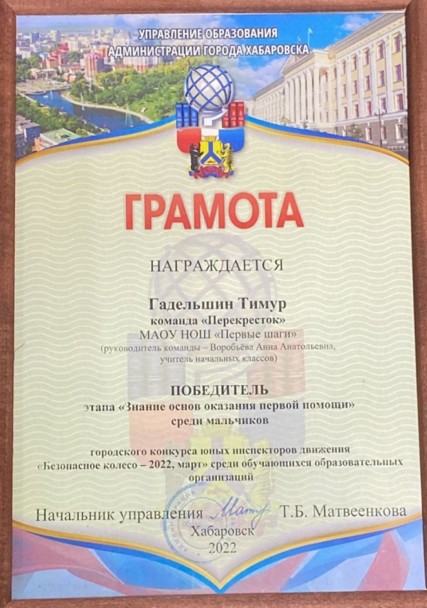 УПРАВЛЕНИЕ ОБРАЗОВАНИЯ
АДМИНИСТРАЦИИ ГОРОДА ХАБАРОВСКА
ГРАМОТА
НАГРАЖДАЕТСЯ
Гадельшин Тимур
команда «Перекресток»
МАОУ НОШ «Первые шаги»
(руководитель команды – Воробьёва Анна Анатольевна,
учитель начальных классов)
ПОБЕДИТЕЛЬ
этапа «Знание основ оказания первой помощи»
среди мальчиков
городского конкурса юных инспекторов движения
«Безопасное колесо – 2022, март» среди обучающихся образовательных
организаций
Начальник управления Т.Б. Матвеенкова
Хабаровск
2022